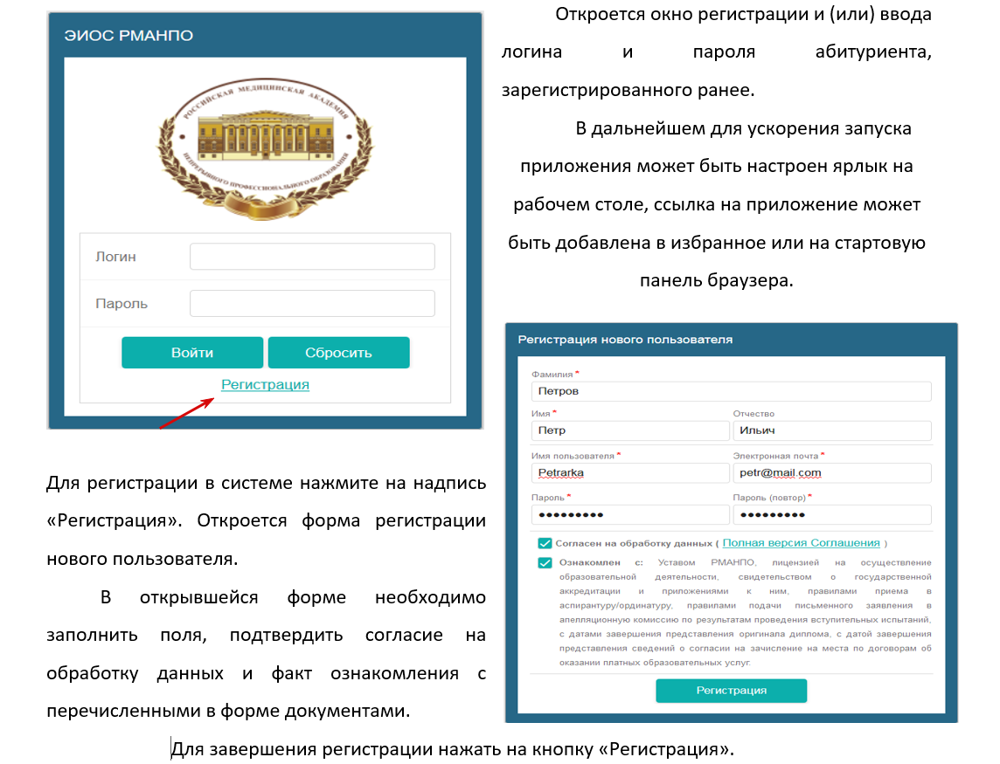 ЭИОС РМАНПО
РОССИЙСКАЯ МЕДИЦИНСКАЯ АКАДЕМИЯ
НЕПРЕРЫВНОГО ПРОФЕССИОНАЛЬНОГО ОБРАЗОВАНИЯ
Логин
Пароль
Войти
Сбросить
Регистрация
Откроется окно регистрации и (или) ввода
логина и пароля абитуриента,
зарегистрированного ранее.
В дальнейшем для ускорения запуска
приложения может быть настроен ярлык на
рабочем столе, ссылка на приложение может
быть добавлена в избранное или на стартовую
панель браузера.
Для регистрации в системе нажмите на надпись
«Регистрация». Откроется форма регистрации
нового пользователя.
В открывшейся форме необходимо
заполнить поля, подтвердить согласие на
обработку данных и факт ознакомления с
перечисленными в форме документами.
Регистрация нового пользователя
Фамилия *
Петров
Имя * Отчество
Петр Ильич
Имя пользователя * Электронная почта *
Petrarka petr@mail.com
Пароль * Пароль (повтор) *
●●●●●●●●● ●●●●●●●●●
Согласен на обработку данных ( Полная версия Соглашения )
Ознакомлен с: Уставом РМАНПО, лицензией на осуществление
образовательной деятельности, свидетельством о государственной
аккредитации и приложениями к ним, правилами приема в
аспирантуру/ординатуру, правилами подачи письменного заявления в
апелляционную комиссию по результатам проведения вступительных испытаний,
с датами завершения представления оригинала диплома, с датой завершения
представления сведений о согласии на зачисление на места по договорам об
оказании платных образовательных услуг.
Регистрация
Для завершения регистрации нажать на кнопку «Регистрация».